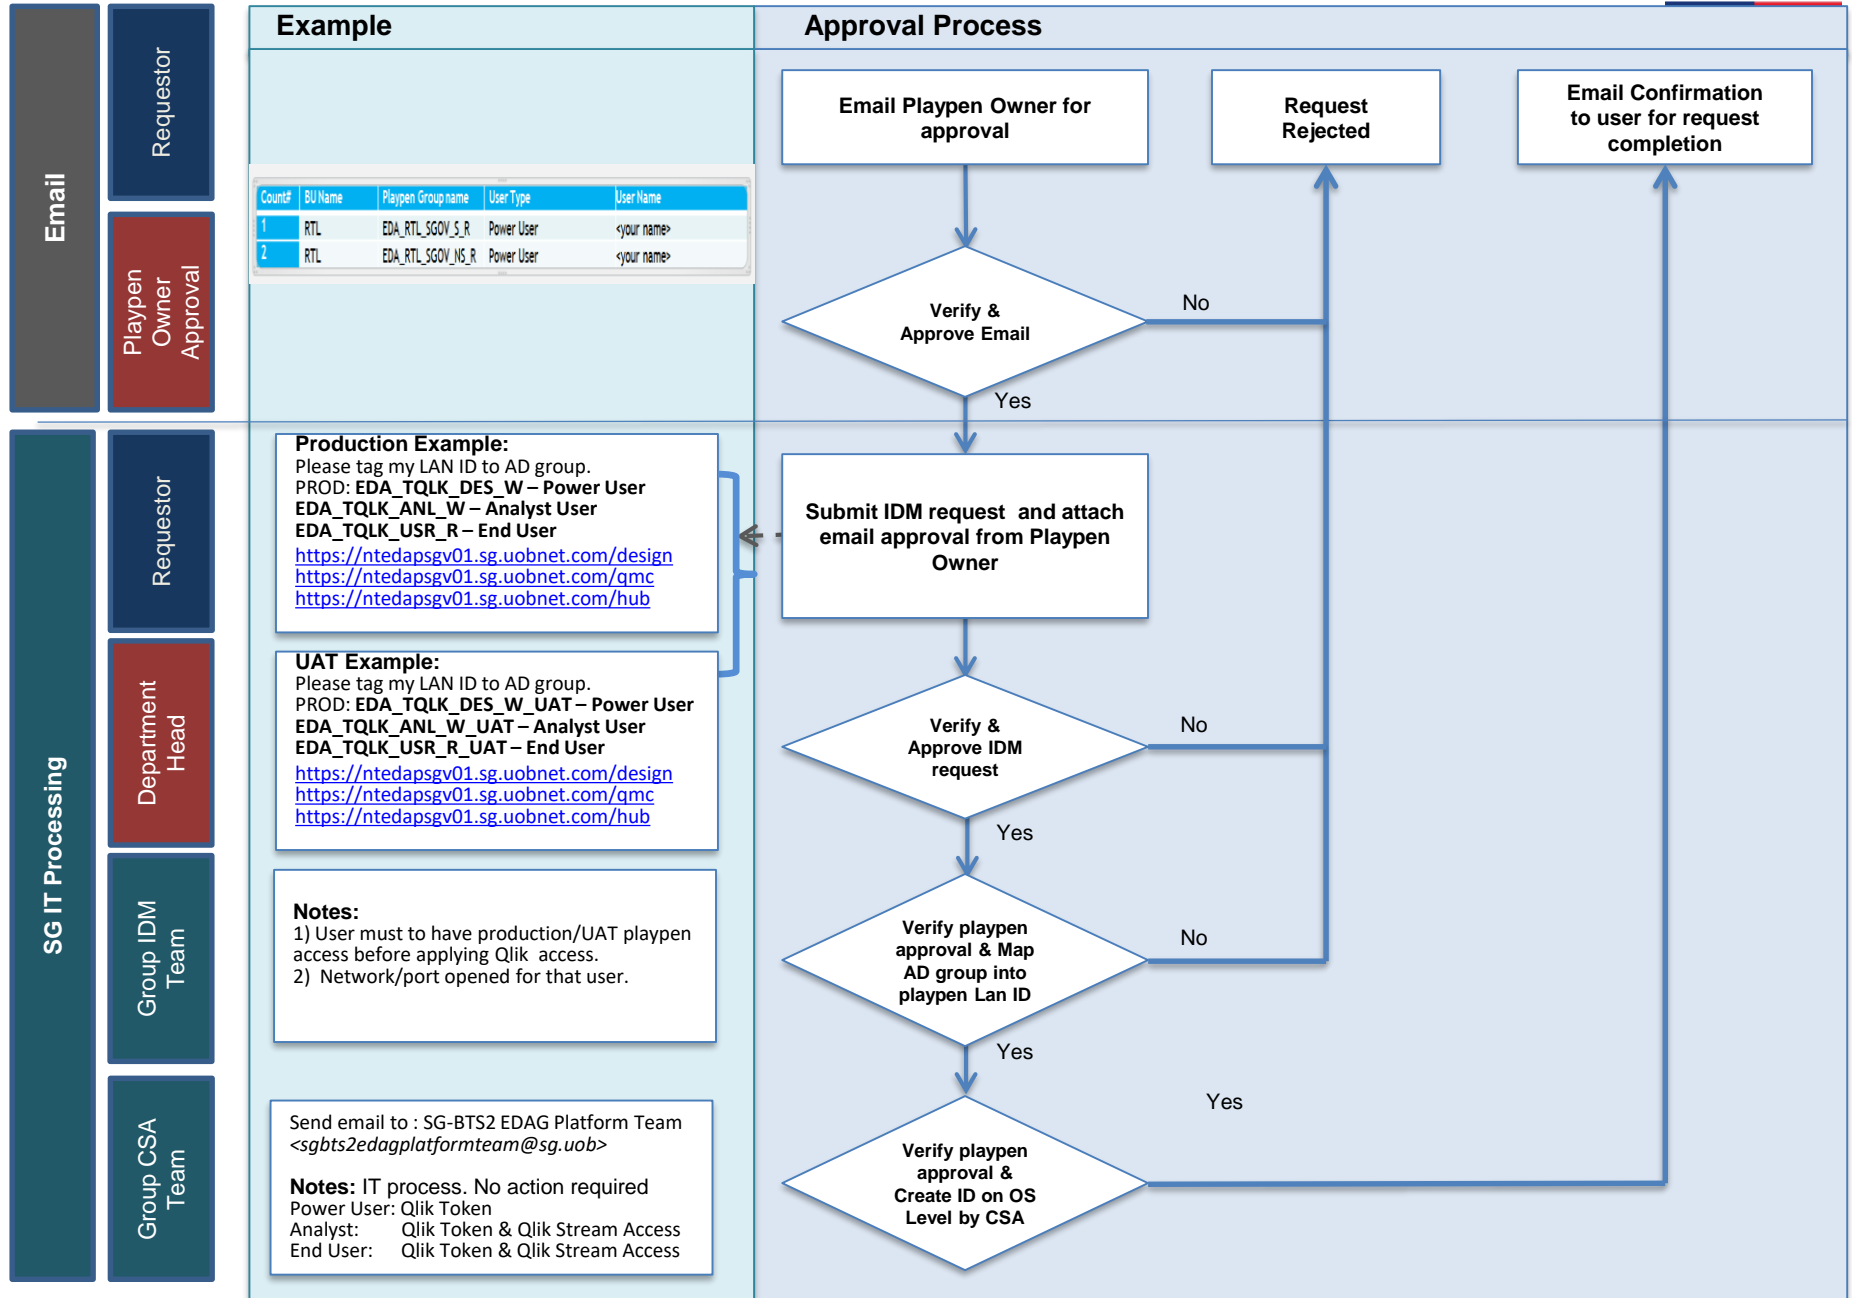 Example
Approval Process
Email
Requestor
Playpen
Owner
Approval
Email Playpen Owner for
approval
Request
Rejected
Email Confirmation
to user for request
completion
Count# BU Name Playpen Group name User Type User Name
1 RTL EDA_RTL_SGOV_S_R Power User <your name>
2 RTL EDA_RTL_SGOV_NS_R Power User <your name>
Verify &
Approve Email
No
Yes
SG IT Processing
Requestor
Department
Head
Group IDM
Team
Group CSA
Team
Production Example:
Please tag my LAN ID to AD group.
PROD: EDA_TQLK_DES_W – Power User
EDA_TQLK_ANL_W – Analyst User
EDA_TQLK_USR_R – End User
https://ntedapsgv01.sg.uobnet.com/design
https://ntedapsgv01.sg.uobnet.com/qmc
https://ntedapsgv01.sg.uobnet.com/hub
Submit IDM request and attach
email approval from Playpen
Owner
UAT Example:
Please tag my LAN ID to AD group.
PROD: EDA_TQLK_DES_W_UAT – Power User
EDA_TQLK_ANL_W_UAT – Analyst User
EDA_TQLK_USR_R_UAT – End User
https://ntedapsgv01.sg.uobnet.com/design
https://ntedapsgv01.sg.uobnet.com/qmc
https://ntedapsgv01.sg.uobnet.com/hub
Verify &
Approve IDM
request
No
Yes
Notes:
1) User must to have production/UAT playpen
access before applying Qlik access.
2) Network/port opened for that user.
Verify playpen
approval & Map
AD group into
playpen Lan ID
No
Yes
Send email to : SG-BTS2 EDAG Platform Team
<sgbts2edagplatformteam@sg.uob>
Notes: IT process. No action required
Power User: Qlik Token
Analyst: Qlik Token & Qlik Stream Access
End User: Qlik Token & Qlik Stream Access
Verify playpen
approval &
Create ID on OS
Level by CSA
Yes